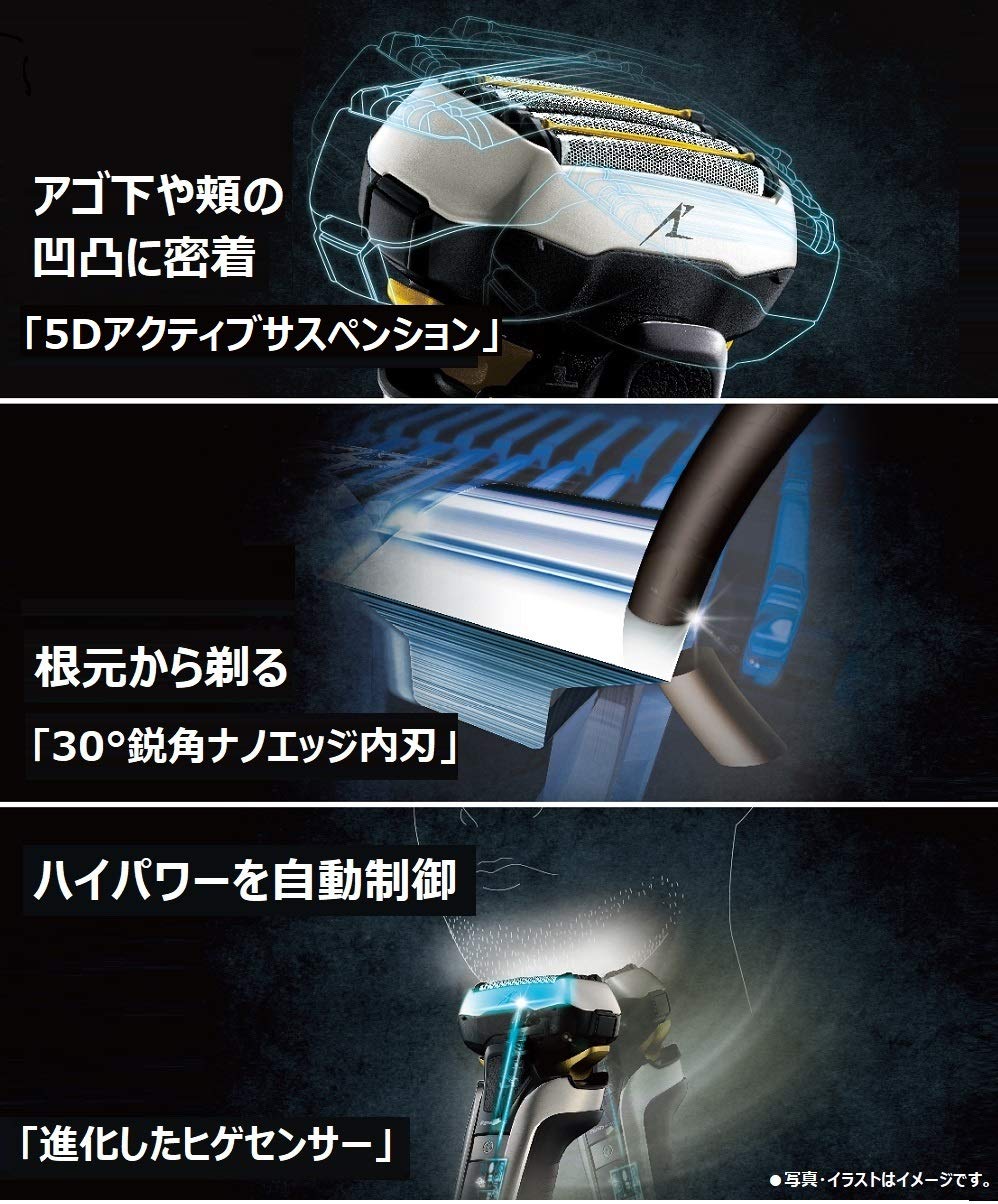 アゴ下や頬の
凹凸に密着
「5Dアクティブサスペンション」
根元から剃る
「30°鋭角ナノエッジ内刃」
ハイパワーを自動制御
「進化したヒゲセンサー」
●写真・イラストはイメージです。